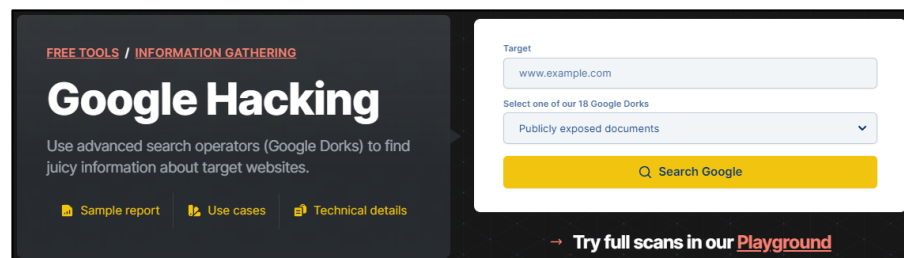 FREE TOOLS / INFORMATION GATHERING
Google Hacking
Use advanced search operators (Google Dorks) to find
juicy information about target websites.
Sample report
Use cases
Technical details
Target
www.example.com
Select one of our 18 Google Dorks
Publicly exposed documents
Search Google
→ Try full scans in our Playground